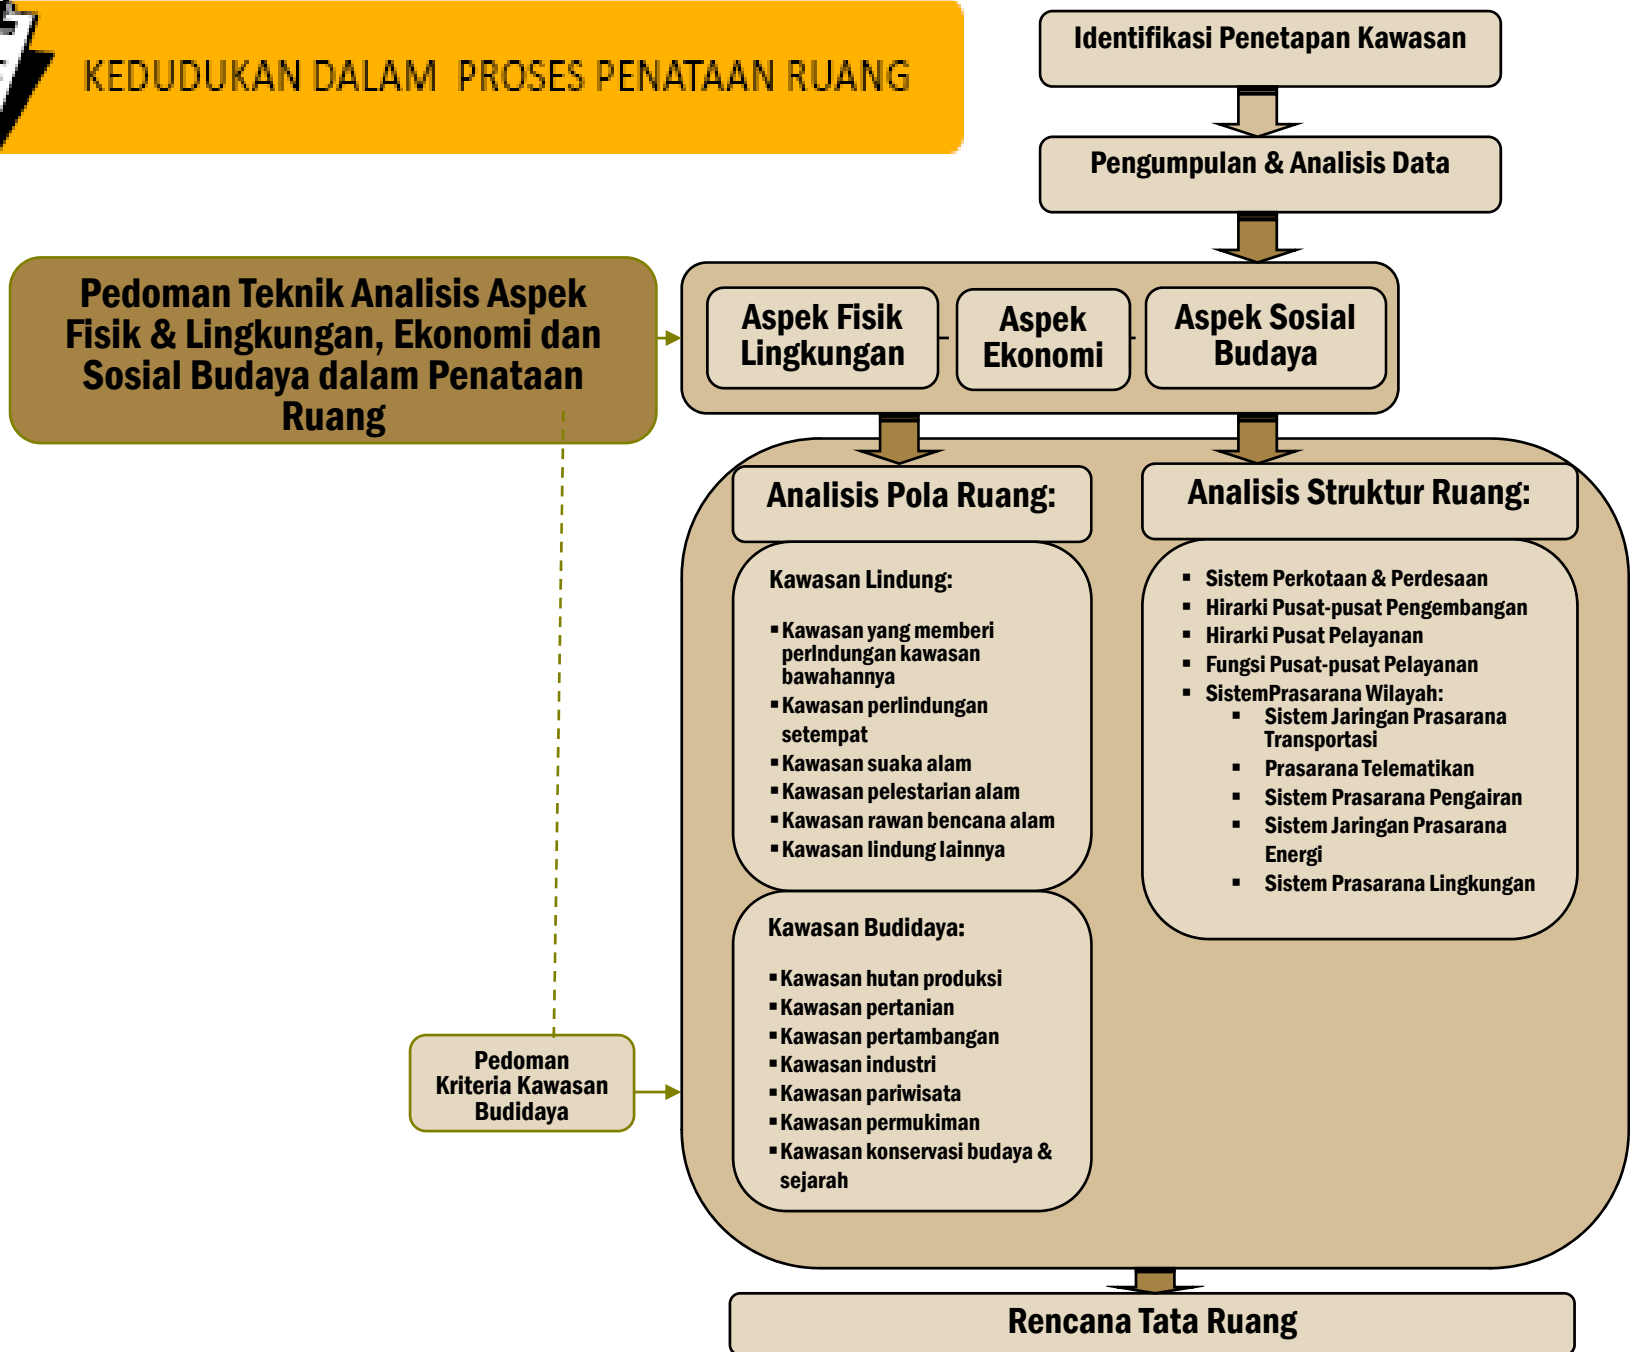 KEDUDUKAN DALAM PROSES PENATAAN RUANG
Identifikasi Penetapan Kawasan
Pengumpulan & Analisis Data
Pedoman Teknik Analisis Aspek
Fisik & Lingkungan, Ekonomi dan
Sosial Budaya dalam Penataan
Ruang
Aspek Fisik
Lingkungan
Aspek
Ekonomi
Aspek Sosial
Budaya
Analisis Pola Ruang:
Kawasan Lindung:
▪ Kawasan yang memberi
perlndungan kawasan
bawahannya
▪ Kawasan perlindungan
setempat
▪ Kawasan suaka alam
▪ Kawasan pelestarian alam
▪ Kawasan rawan bencana alam
▪ Kawasan lindung lainnya
Kawasan Budidaya:
▪ Kawasan hutan produksi
▪ Kawasan pertanian
▪ Kawasan pertambangan
▪ Kawasan industri
▪ Kawasan pariwisata
▪ Kawasan permukiman
▪ Kawasan konservasi budaya &
sejarah
Analisis Struktur Ruang:
▪ Sistem Perkotaan & Perdesaan
▪ Hirarki Pusat-pusat Pengembangan
▪ Hirarki Pusat Pelayanan
▪ Fungsi Pusat-pusat Pelayanan
▪ SistemPrasarana Wilayah:
▪ Sistem Jaringan Prasarana
Transportasi
▪ Prasarana Telematikan
▪ Sistem Prasarana Pengairan
▪ Sistem Jaringan Prasarana
Energi
▪ Sistem Prasarana Lingkungan
Pedoman
Kriteria Kawasan
Budidaya
Rencana Tata Ruang